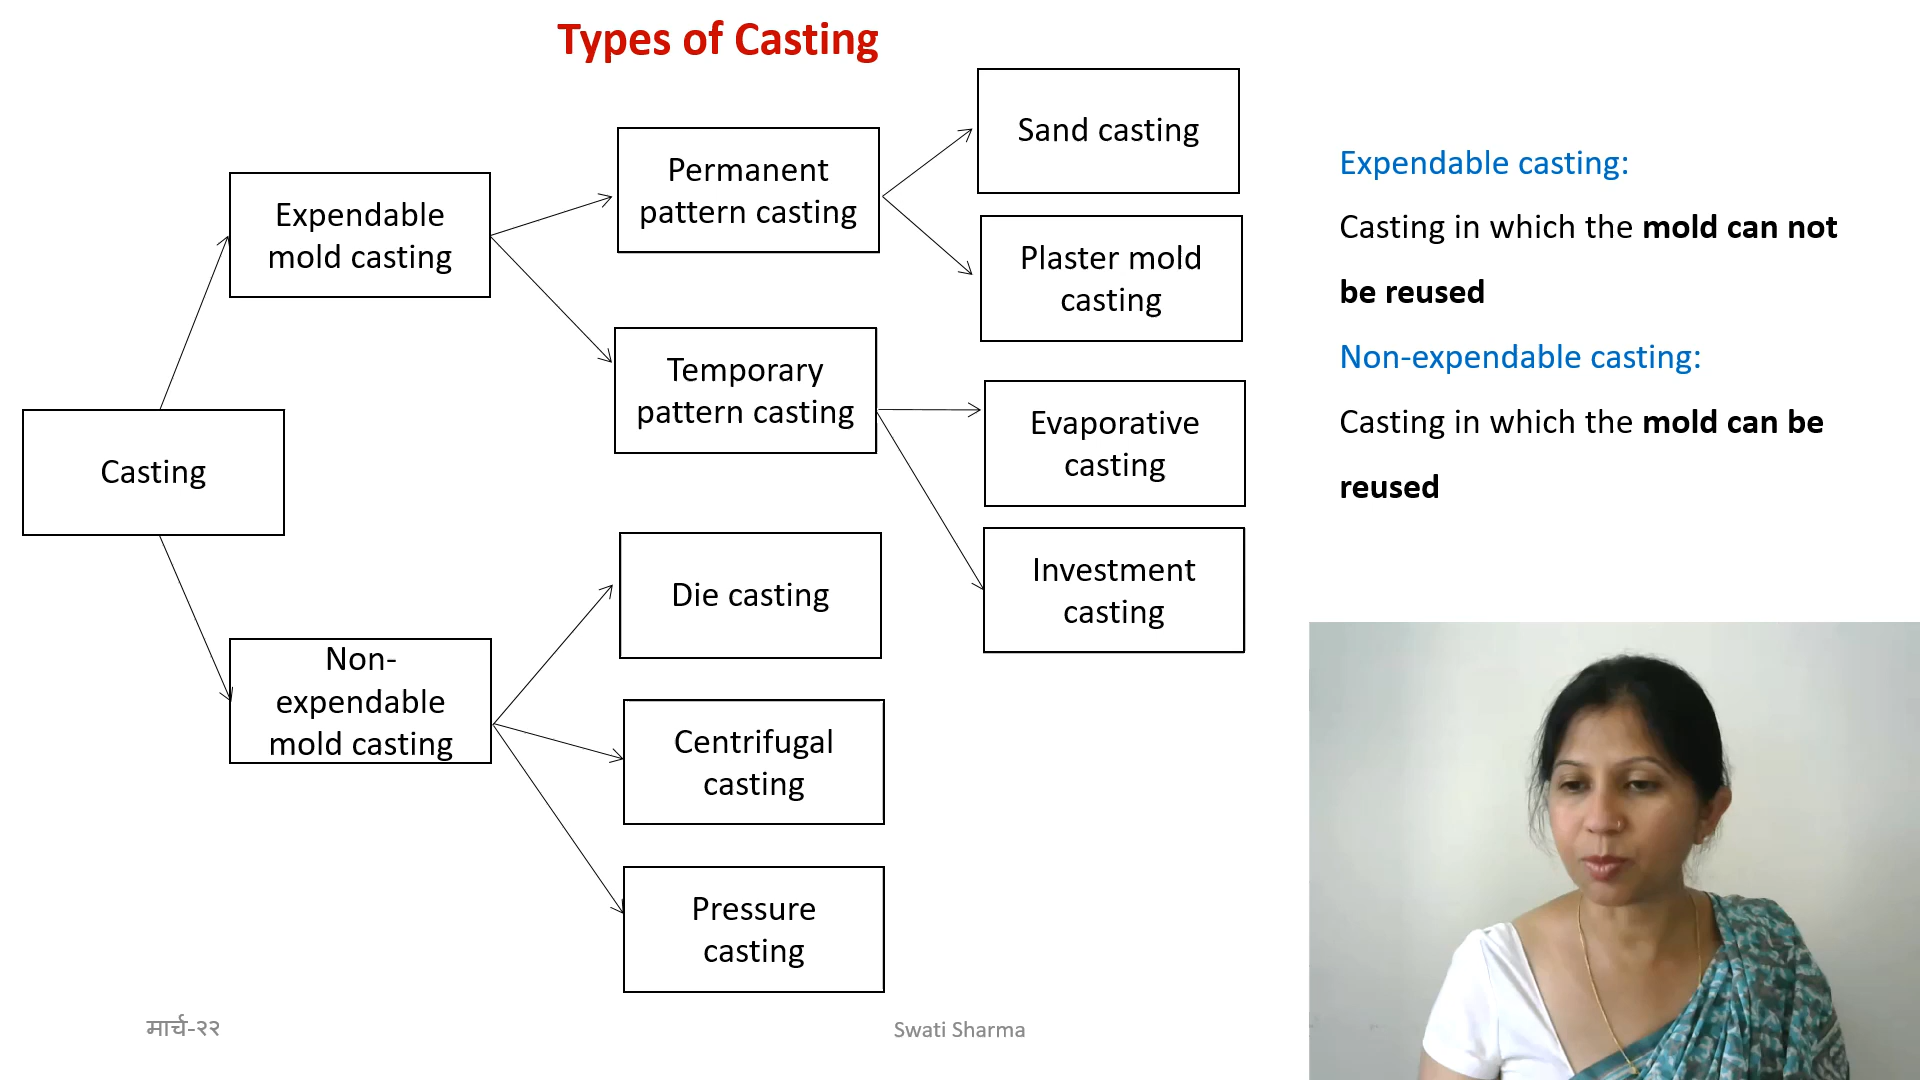 Types of Casting
Casting
Expendable
mold casting
Non-
expendable
mold casting
Permanent
pattern casting
Temporary
pattern casting
Die casting
Centrifugal
casting
Pressure
casting
Sand casting
Plaster mold
casting
Evaporative
casting
Investment
casting
Expendable casting:
Casting in which the mold can not
be reused
Non-expendable casting:
Casting in which the mold can be
reused
मार्च-२२
Swati Sharma